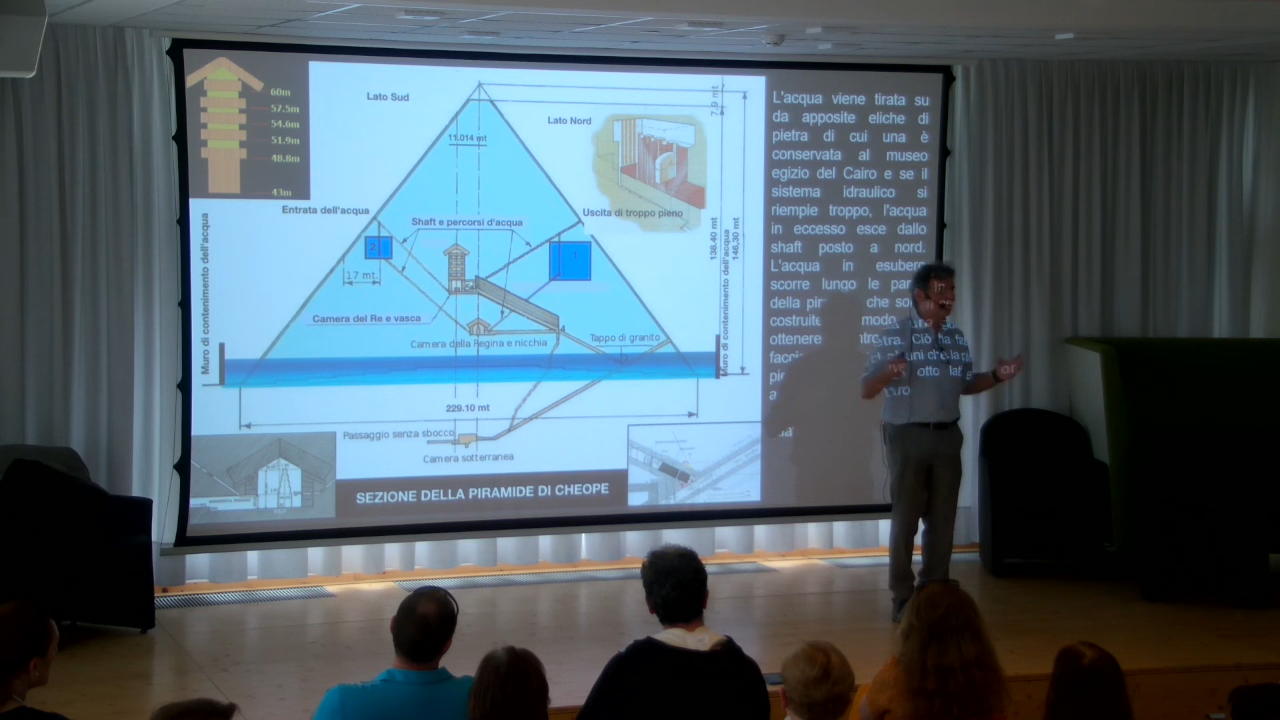 60m
57.5m
54.6m
51.9m
48.8m
43m
Lato Sud
Lato Nord
7,9 mt
11.014 mt
Entrata dell'acqua
Shaft e percorsi d'acqua
Uscita di troppo pieno
2
1
17 mt.
138.40 mt
146,30 mt
Muro di contenimento dell'acqua
Muro di contenimento dell'acqua
Camera del Re e vasca
Camera della Regina e nicchia
Tappo di granito
229.10 mt
Passaggio senza sbocco
Camera sotterranea
SEZIONE DELLA PIRAMIDE DI CHEOPE
L'acqua viene tirata su
da apposite eliche di
pietra di cui una è
conservata al museo
egizio del Cairo e se il
sistema idraulico si
riempie troppo, l'acqua
in eccesso esce dallo
shaft posto a nord.
L'acqua in esubero
scorre lungo le
della che
modo
ottenere
otto